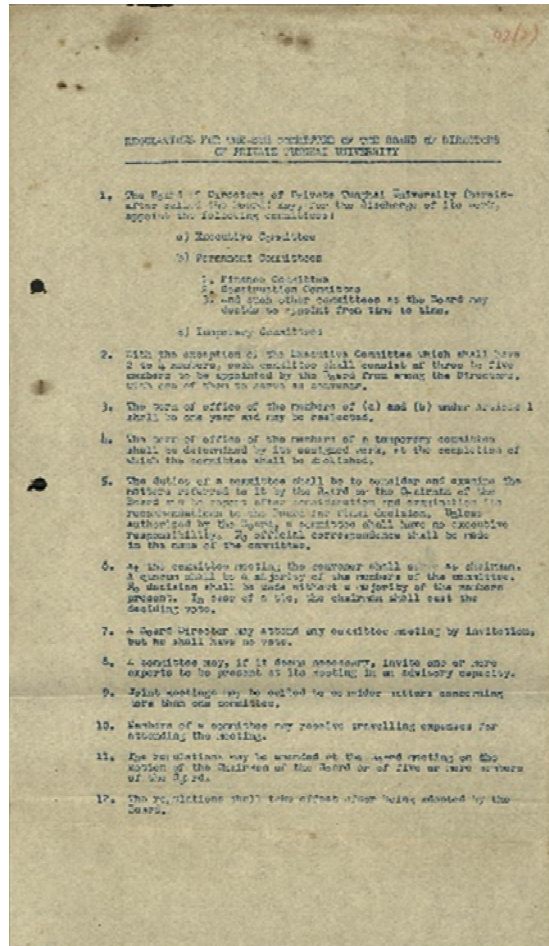 42(2)
REGULATIONS FOR THE SUB COMMITTEE OF THE BOARD OF DIRECTORS
OF PRIVATE TUNGHAI UNIVERSITY
1. The Board of Directors of Private Tunghai University (herein-
after called the Board) may, for the discharge of its work,
appoint the following committees:
a) Executive Committee
b) Permanent Committees
1. Finance Committee
2. Construction Committee
3. And such other committees as the Board may
decide to appoint from time to time.
c) Temporary Committees
2. With the exception of the Executive Committee which shall have
2 to 4 members, each committee shall consist of three to five
members to be appointed by the Board from among the Directors,
with one of them to serve as convener.
3. The term of office of the members of (a) and (b) under Article 1
shall be one year and may be reelected.
4. The term of office of the members of a temporary committee
shall be determined by its assigned work, at the completion of
which the committee shall be abolished.
5. The duties of a committee shall be to consider and examine the
matters referred to it by the Board or the Chairman of the
Board and to report after consideration and examination its
recommendations to the Board for final decision. Unless
authorized by the Board, a committee shall have no executive
responsibility. No official correspondence shall be made
in the name of the committee.
6. At the committee meeting the convener shall serve as chairman.
A quorum shall be a majority of the members of the committee.
No decision shall be made without a majority of the members
present. In case of a tie, the chairman shall cast the
deciding vote.
7. A Board Director may attend any committee meeting by invitation,
but he shall have no vote.
8. A committee may, if it deems necessary, invite one or more
experts to be present at its meeting in an advisory capacity.
9. Joint meetings may be called to consider matters concerning
more than one committee.
10. Members of a committee may receive travelling expenses for
attending the meeting.
11. The regulations may be amended at the Board meeting on the
motion of the Chairman of the Board or of five or more members
of the Board.
12. The regulations shall take effect after being adopted by the
Board.